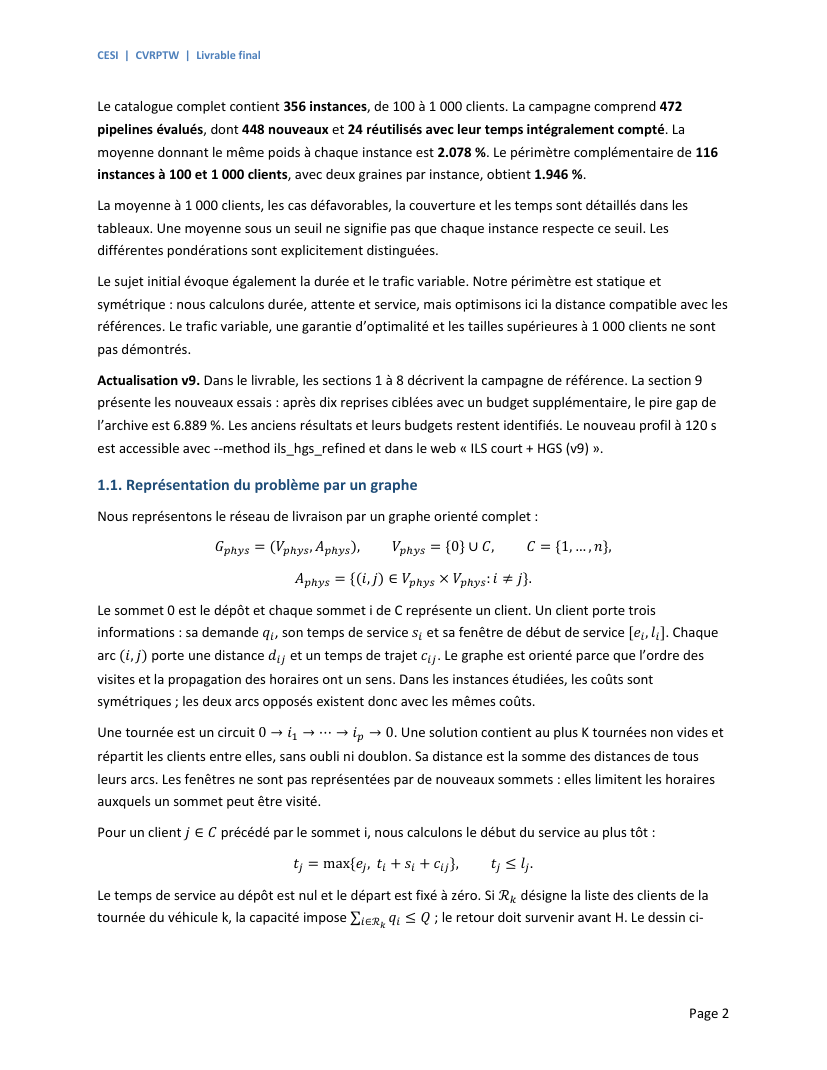 CESI | CVRPTW | Livrable final
Le catalogue complet contient 356 instances, de 100 à 1 000 clients. La campagne comprend 472
pipelines évalués, dont 448 nouveaux et 24 réutilisés avec leur temps intégralement compté. La
moyenne donnant le même poids à chaque instance est 2.078 %. Le périmètre complémentaire de 116
instances à 100 et 1 000 clients, avec deux graines par instance, obtient 1.946 %.
La moyenne à 1 000 clients, les cas défavorables, la couverture et les temps sont détaillés dans les
tableaux. Une moyenne sous un seuil ne signifie pas que chaque instance respecte ce seuil. Les
différentes pondérations sont explicitement distinguées.
Le sujet initial évoque également la durée et le trafic variable. Notre périmètre est statique et
symétrique : nous calculons durée, attente et service, mais optimisons ici la distance compatible avec les
références. Le trafic variable, une garantie d’optimalité et les tailles supérieures à 1 000 clients ne sont
pas démontrés.
Actualisation v9. Dans le livrable, les sections 1 à 8 décrivent la campagne de référence. La section 9
présente les nouveaux essais : après dix reprises ciblées avec un budget supplémentaire, le pire gap de
l’archive est 6.889 %. Les anciens résultats et leurs budgets restent identifiés. Le nouveau profil à 120 s
est accessible avec --method ils_hgs_refined et dans le web « ILS court + HGS (v9) ».
1.1. Représentation du problème par un graphe
Nous représentons le réseau de livraison par un graphe orienté complet :
G_phys = (V_phys, A_phys), V_phys = {0} ∪ C, C = {1, … , n},
A_phys = {(i, j) ∈ V_phys × V_phys: i ≠ j}.
Le sommet 0 est le dépôt et chaque sommet i de C représente un client. Un client porte trois
informations : sa demande q_i, son temps de service s_i et sa fenêtre de début de service [e_i, l_i]. Chaque
arc (i, j) porte une distance d_ij et un temps de trajet c_ij. Le graphe est orienté parce que l’ordre des
visites et la propagation des horaires ont un sens. Dans les instances étudiées, les coûts sont
symétriques ; les deux arcs opposés existent donc avec les mêmes coûts.
Une tournée est un circuit 0 → i_1 → ⋯ → i_p → 0. Une solution contient au plus K tournées non vides et
répartit les clients entre elles, sans oubli ni doublon. Sa distance est la somme des distances de tous
leurs arcs. Les fenêtres ne sont pas représentées par de nouveaux sommets : elles limitent les horaires
auxquels un sommet peut être visité.
Pour un client j ∈ C précédé par le sommet i, nous calculons le début du service au plus tôt :
t_j = max{e_j, t_i + s_i + c_ij}, t_j ≤ l_j.
Le temps de service au dépôt est nul et le départ est fixé à zéro. Si ℛ_k désigne la liste des clients de la
tournée du véhicule k, la capacité impose ∑_{i∈ℛ_k} q_i ≤ Q ; le retour doit survenir avant H. Le dessin ci-
Page 2